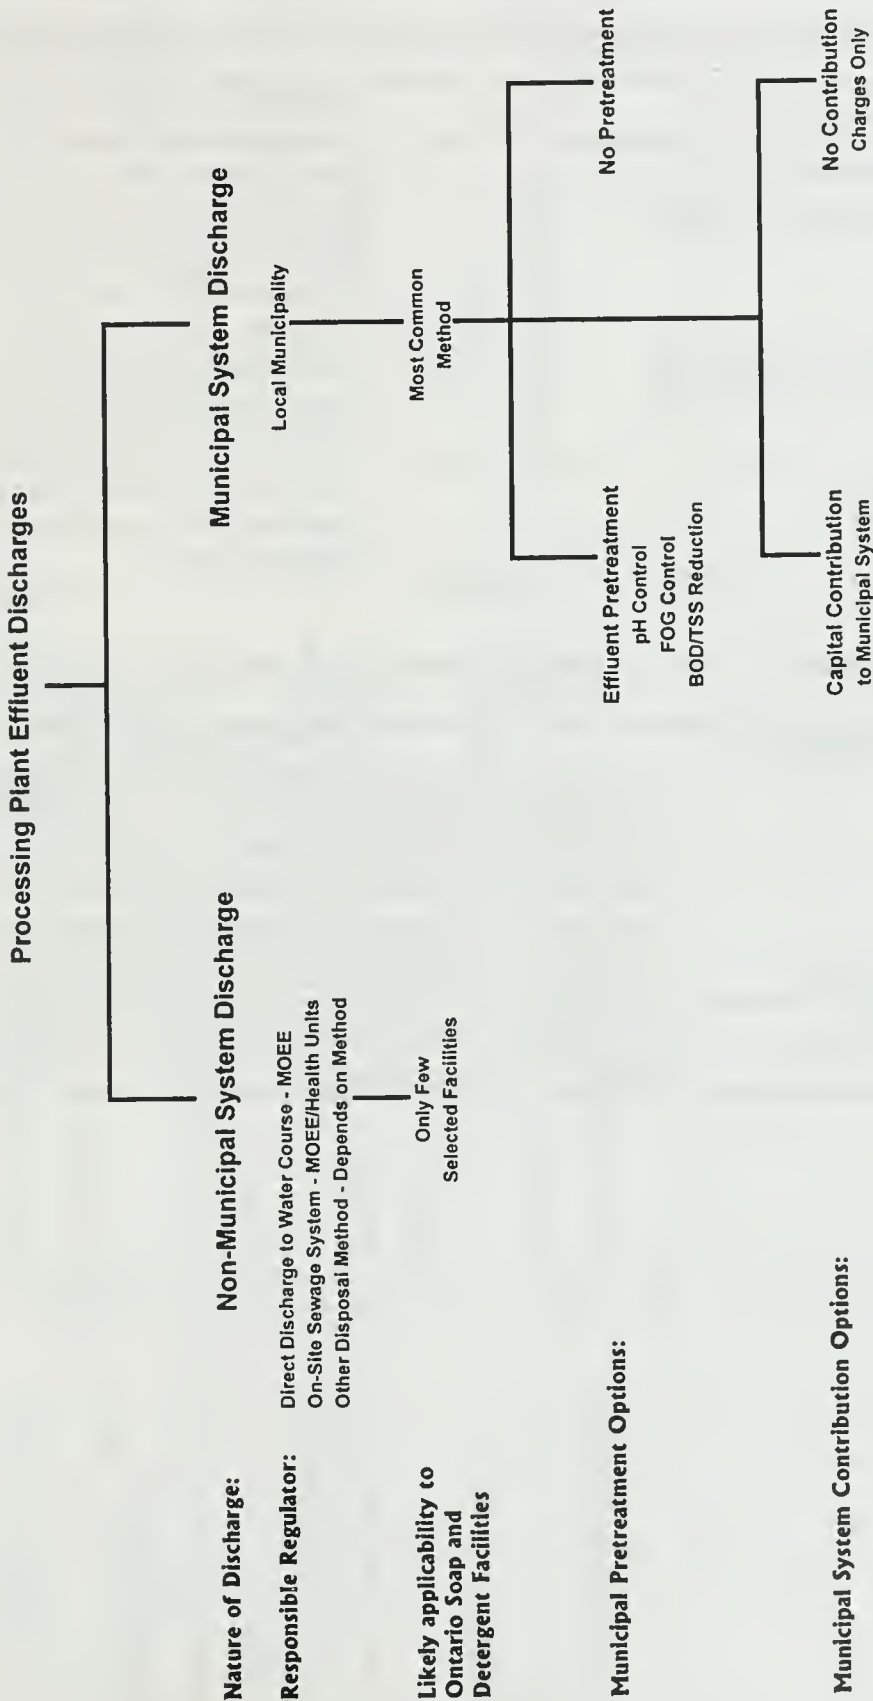 Processing Plant Effluent Discharges
Nature of Discharge:
Non-Municipal System Discharge
Municipal System Discharge
Responsible Regulator:
Direct Discharge to Water Course - MOEE
On-Site Sewage System - MOEE/Health Units
Other Disposal Method - Depends on Method
Local Municipality
Likely applicability to
Ontario Soap and
Detergent Facilities
Only Few
Selected Facilities
Most Common
Method
Municipal Pretreatment Options:
Effluent Pretreatment
pH Control
FOG Control
BOD/TSS Reduction
No Pretreatment
Municipal System Contribution Options:
Capital Contribution
to Municipal System
No Contribution
Charges Only